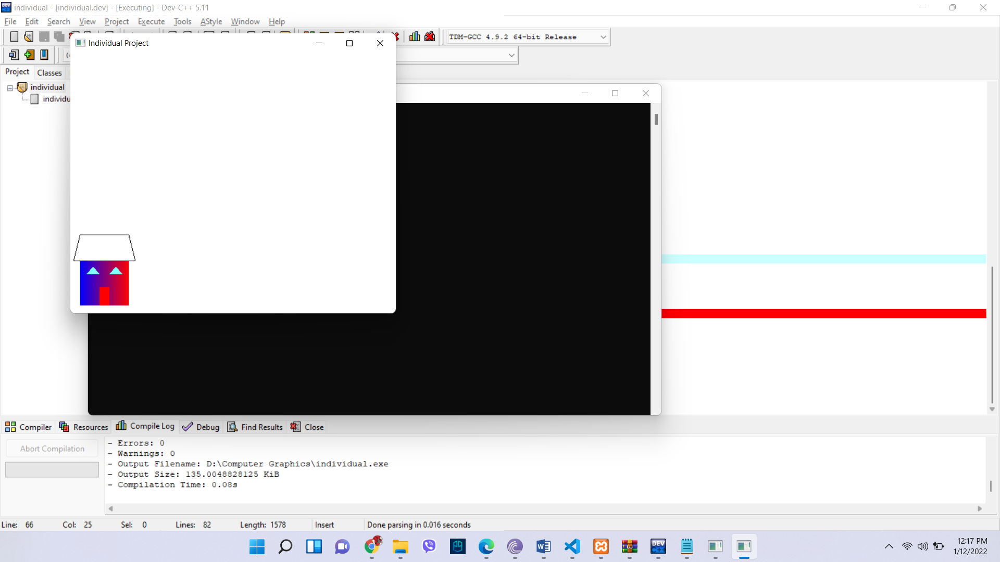 individual - [individual.dev] - [Executing] - Dev-C++ 5.11
File Edit Search View Project Execute Tools AStyle Window Help
TDM-GCC 4.9.2 64-bit Release
Individual Project
Project Classes
individual
individu
Compiler Resources Compile Log Debug Find Results Close
Abort Compilation
- Errors: 0
- Warnings: 0
- Output Filename: D:\Computer Graphics\individual.exe
- Output Size: 135.0048828125 KiB
- Compilation Time: 0.08s
Line: 66 Col: 25 Sel: 0 Lines: 82 Length: 1578 Insert Done parsing in 0.016 seconds
DEV C++
12:17 PM
1/12/2022